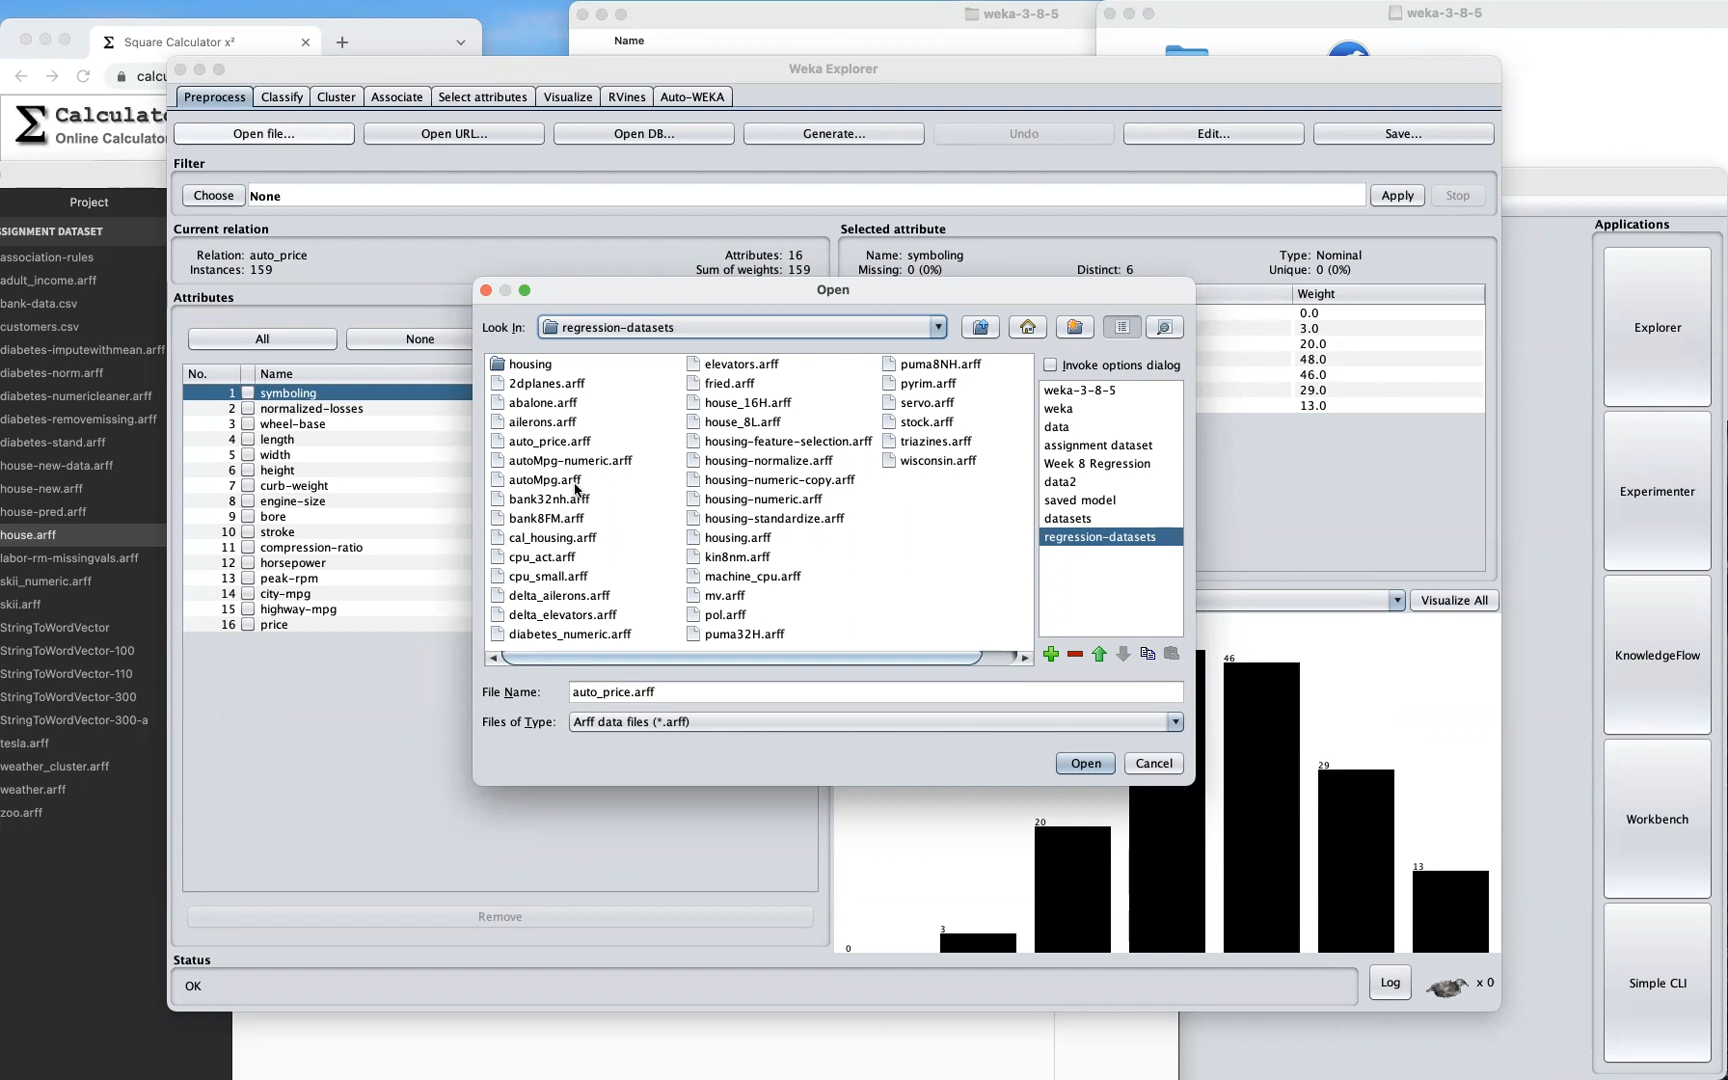 weka-3-8-5
weka-3-8-5
Square Calculator x²
Name
calcu
Weka Explorer
Preprocess
Classify
Cluster
Associate
Select attributes
Visualize
RVines
Auto-WEKA
Calculato
Online Calculator
Open file...
Open URL...
Open DB...
Generate...
Undo
Edit...
Save...
Filter
Choose
None
Apply
Stop
Project
SSIGNMENT DATASET
association-rules
adult_income.arff
bank-data.csv
customers.csv
diabetes-imputewithmean.arff
diabetes-norm.arff
diabetes-numericcleaner.arff
diabetes-removemissing.arff
diabetes-stand.arff
house-new-data.arff
house-new.arff
house-pred.arff
house.arff
labor-rm-missingvals.arff
skii_numeric.arff
skii.arff
StringToWordVector
StringToWordVector-100
StringToWordVector-110
StringToWordVector-300
StringToWordVector-300-a
tesla.arff
weather_cluster.arff
weather.arff
zoo.arff
Current relation
Relation: auto_price
Attributes: 16
Instances: 159
Sum of weights: 159
Selected attribute
Name: symboling
Type: Nominal
Missing: 0 (0%)
Distinct: 6
Unique: 0 (0%)
Attributes
All
None
No.
Name
1 symboling
2 normalized-losses
3 wheel-base
4 length
5 width
6 height
7 curb-weight
8 engine-size
9 bore
10 stroke
11 compression-ratio
12 horsepower
13 peak-rpm
14 city-mpg
15 highway-mpg
16 price
Remove
Open
Look In:
regression-datasets
housing
2dplanes.arff
abalone.arff
ailerons.arff
auto_price.arff
autoMpg-numeric.arff
autoMpg.arff
bank32nh.arff
bank8FM.arff
cal_housing.arff
cpu_act.arff
cpu_small.arff
delta_ailerons.arff
delta_elevators.arff
diabetes_numeric.arff
elevators.arff
fried.arff
house_16H.arff
house_8L.arff
housing-feature-selection.arff
housing-normalize.arff
housing-numeric-copy.arff
housing-numeric.arff
housing-standardize.arff
housing.arff
kin8nm.arff
machine_cpu.arff
mv.arff
pol.arff
puma32H.arff
puma8NH.arff
pyrim.arff
servo.arff
stock.arff
triazines.arff
wisconsin.arff
Invoke options dialog
weka-3-8-5
weka
data
assignment dataset
Week 8 Regression
data2
saved model
datasets
regression-datasets
File Name:
auto_price.arff
Files of Type:
Arff data files (*.arff)
Open
Cancel
Weight
0.0
3.0
20.0
48.0
46.0
29.0
13.0
Visualize All
0
3
20
46
29
13
Status
OK
Log
x 0
Applications
Explorer
Experimenter
KnowledgeFlow
Workbench
Simple CLI